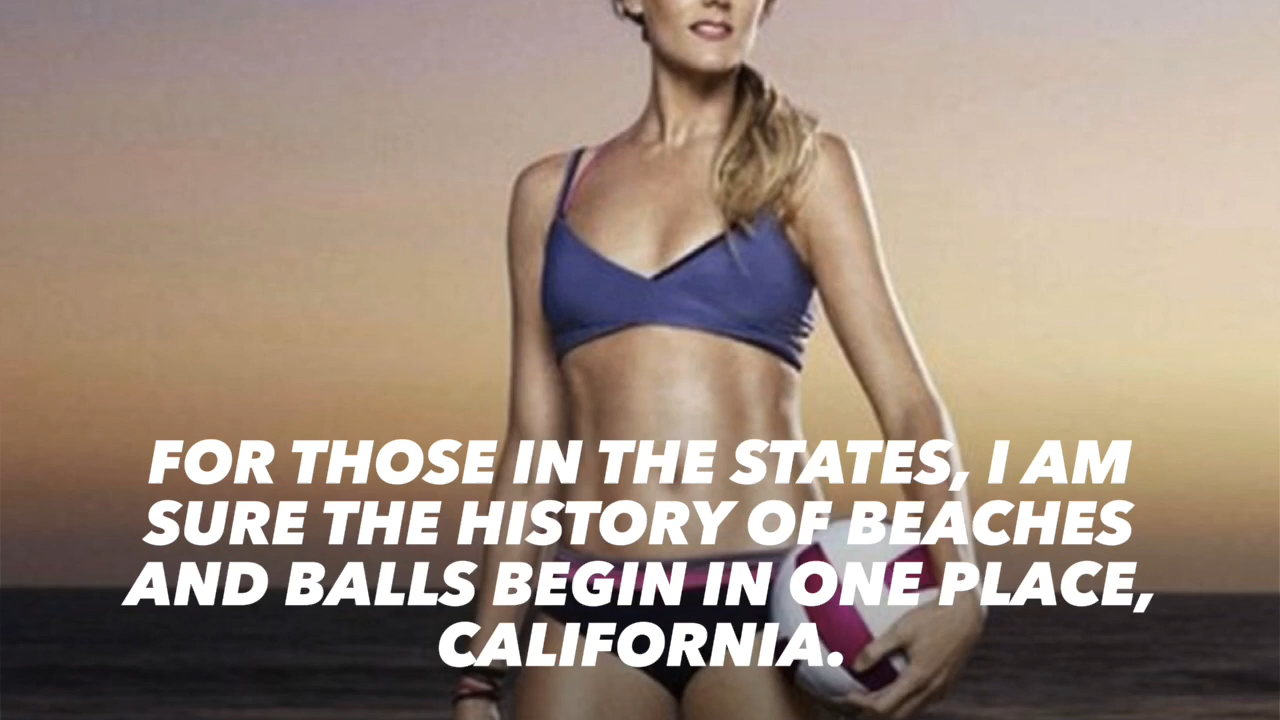 FOR THOSE IN THE STATES, I AM
SURE THE HISTORY OF BEACHES
AND BALLS BEGIN IN ONE PLACE,
CALIFORNIA.